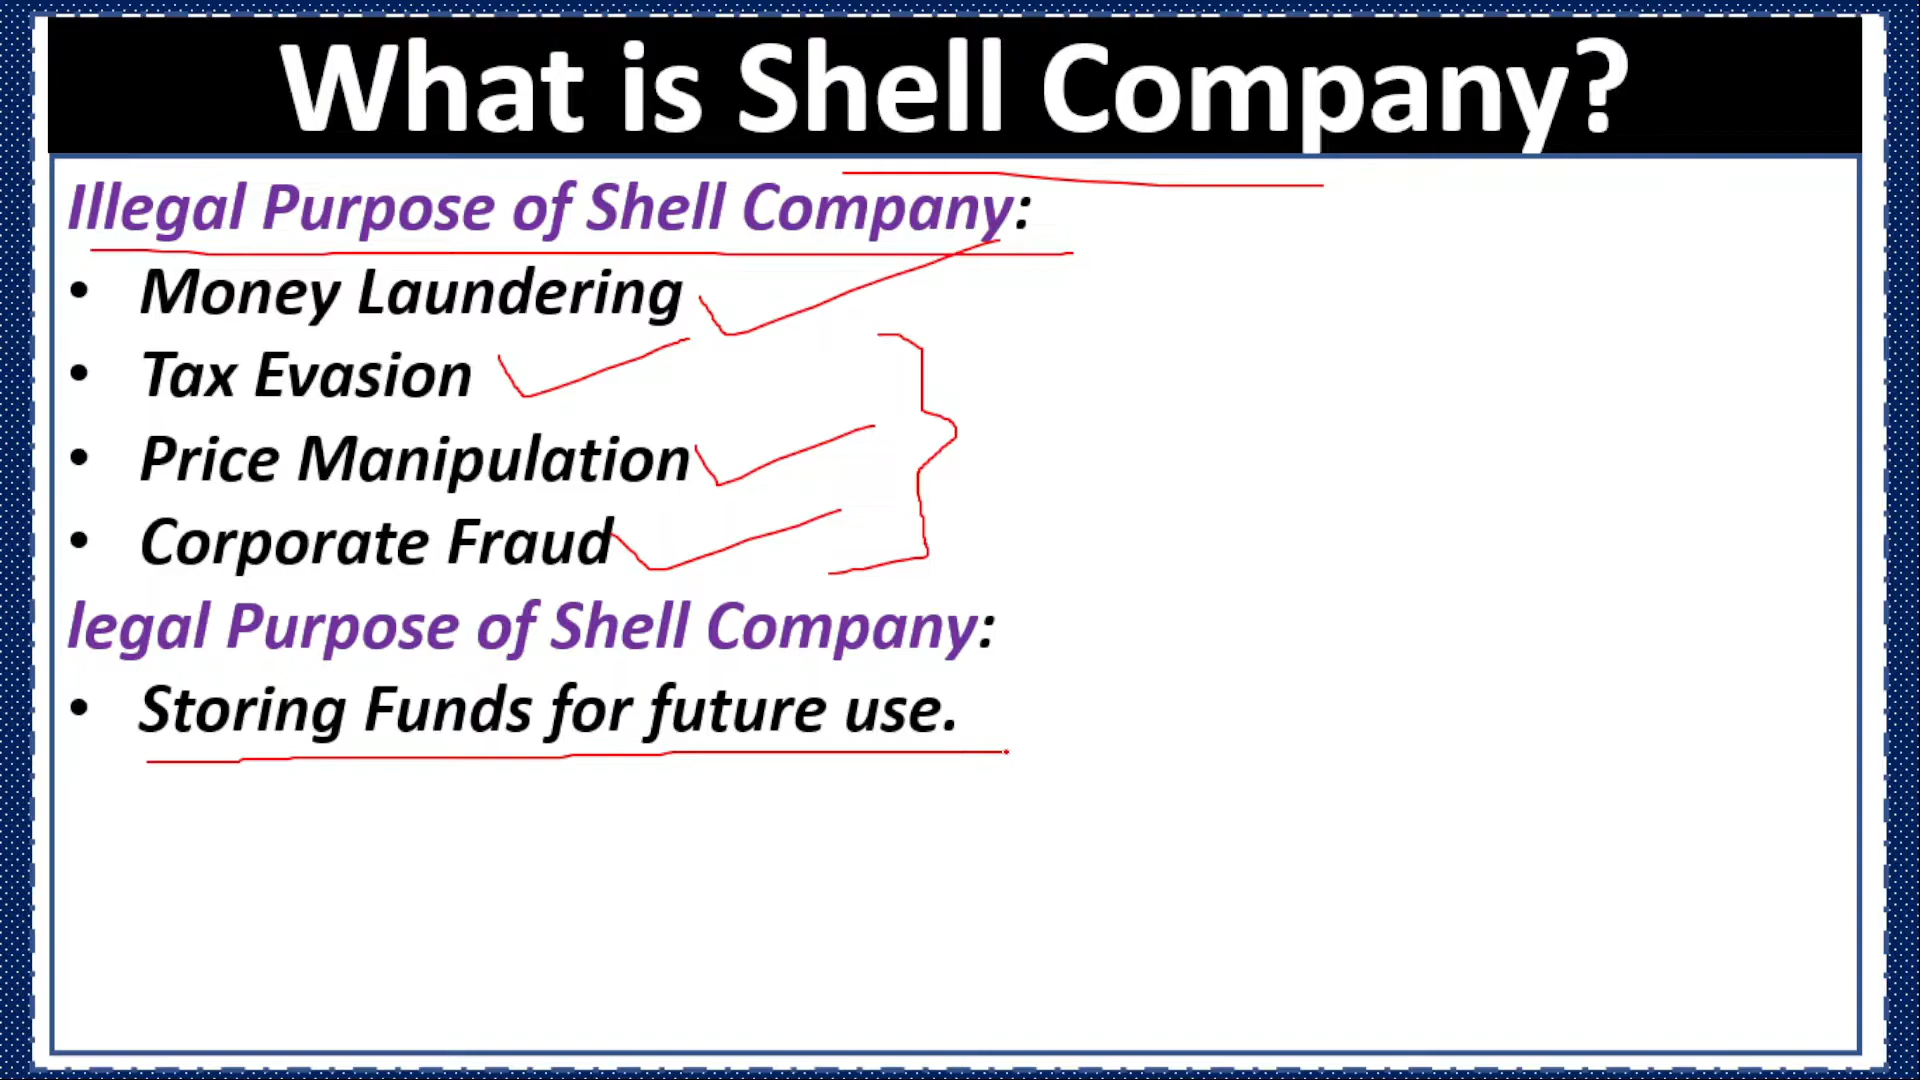 What is Shell Company?
Illegal Purpose of Shell Company:
• Money Laundering
• Tax Evasion
• Price Manipulation
• Corporate Fraud
legal Purpose of Shell Company:
• Storing Funds for future use.